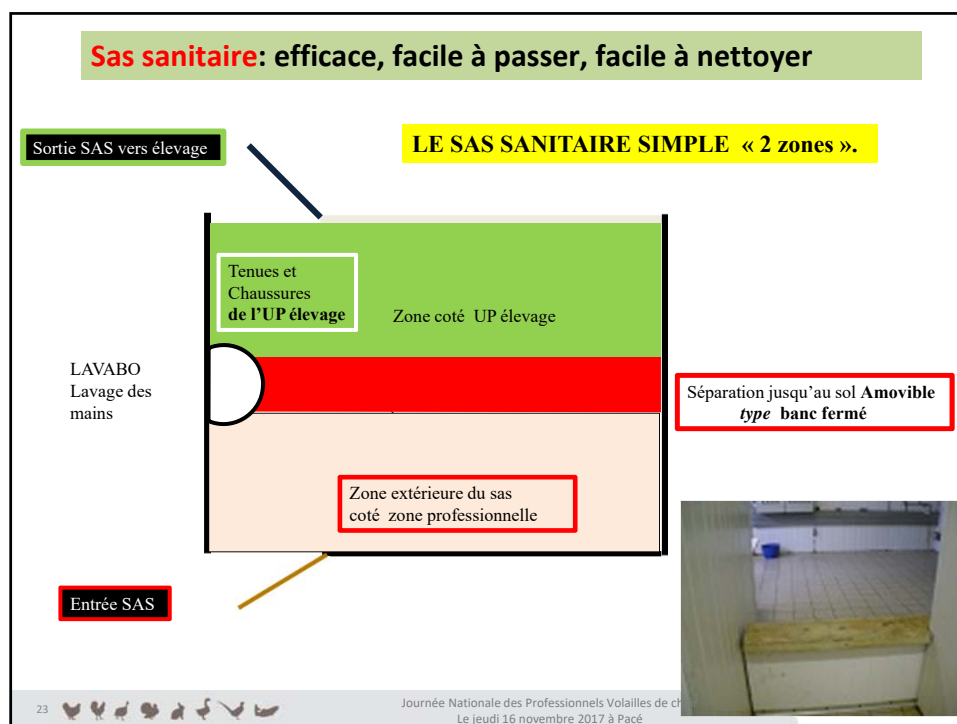 Sas sanitaire: efficace, facile à passer, facile à nettoyer
Sortie SAS vers élevage
LE SAS SANITAIRE SIMPLE « 2 zones ».
Tenues et
Chaussures
de l'UP élevage
Zone coté UP élevage
LAVABO
Lavage des
mains
Séparation jusqu'au sol Amovible
type banc fermé
Zone extérieure du sas
coté zone professionnelle
Entrée SAS
23
Journée Nationale des Professionnels Volailles de
Le jeudi 16 novembre 2017 à Pacé